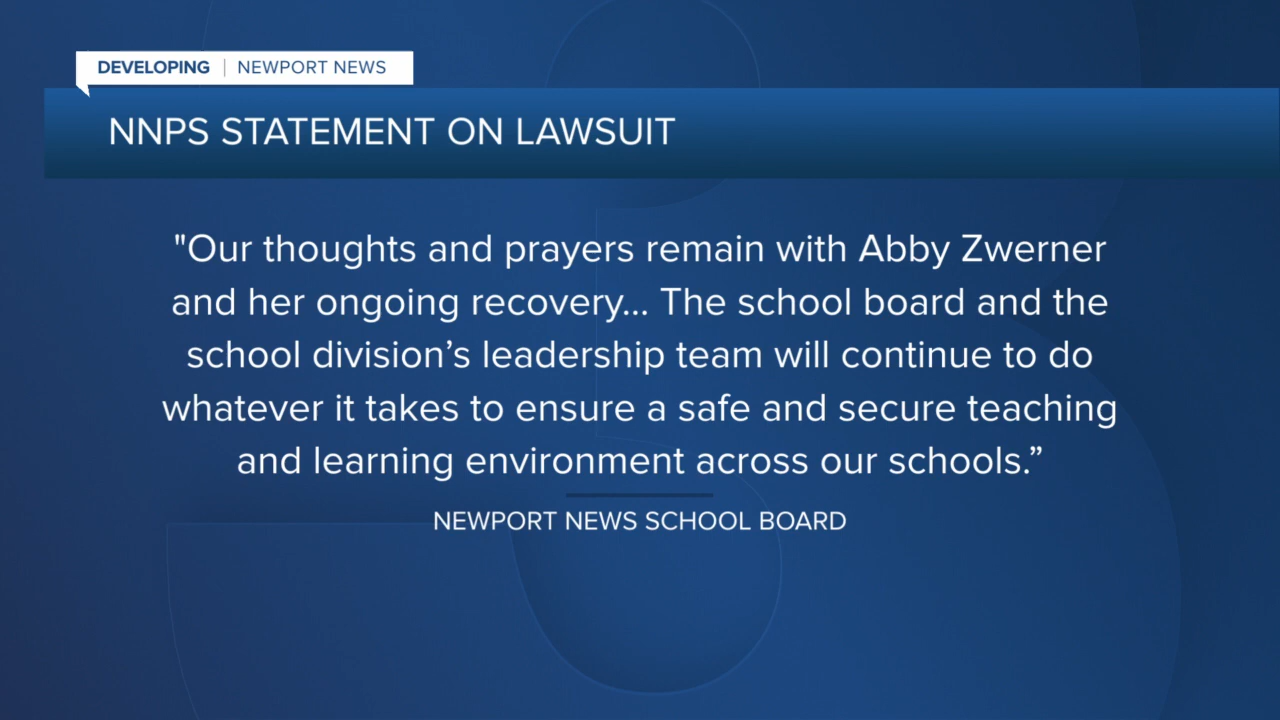 DEVELOPING | NEWPORT NEWS
NNPS STATEMENT ON LAWSUIT
"Our thoughts and prayers remain with Abby Zwerner
and her ongoing recovery... The school board and the
school division’s leadership team will continue to do
whatever it takes to ensure a safe and secure teaching
and learning environment across our schools.”
NEWPORT NEWS SCHOOL BOARD